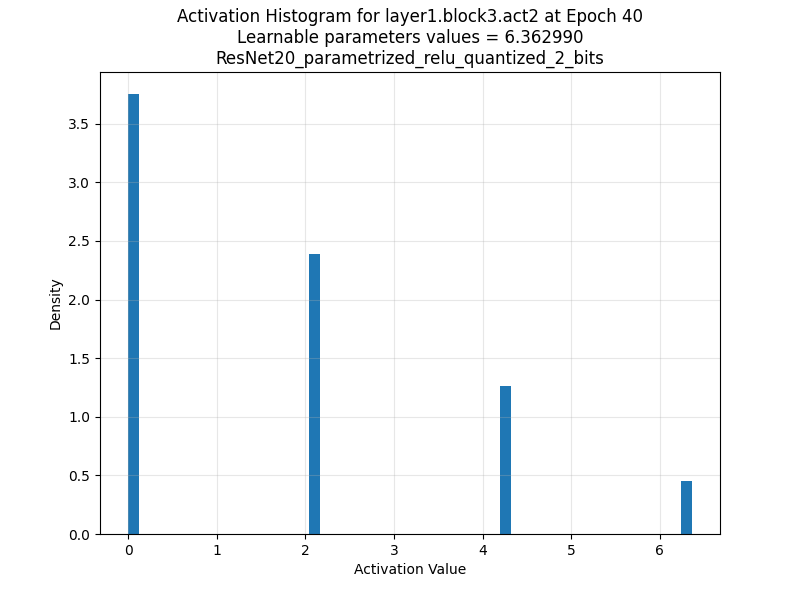 Activation Histogram for layer1.block3.act2 at Epoch 40
Learnable parameters values = 6.362990
ResNet20_parametrized_relu_quantized_2_bits
3.5
3.0
2.5
2.0
1.5
1.0
0.5
0.0
Density
0 1 2 3 4 5 6
Activation Value